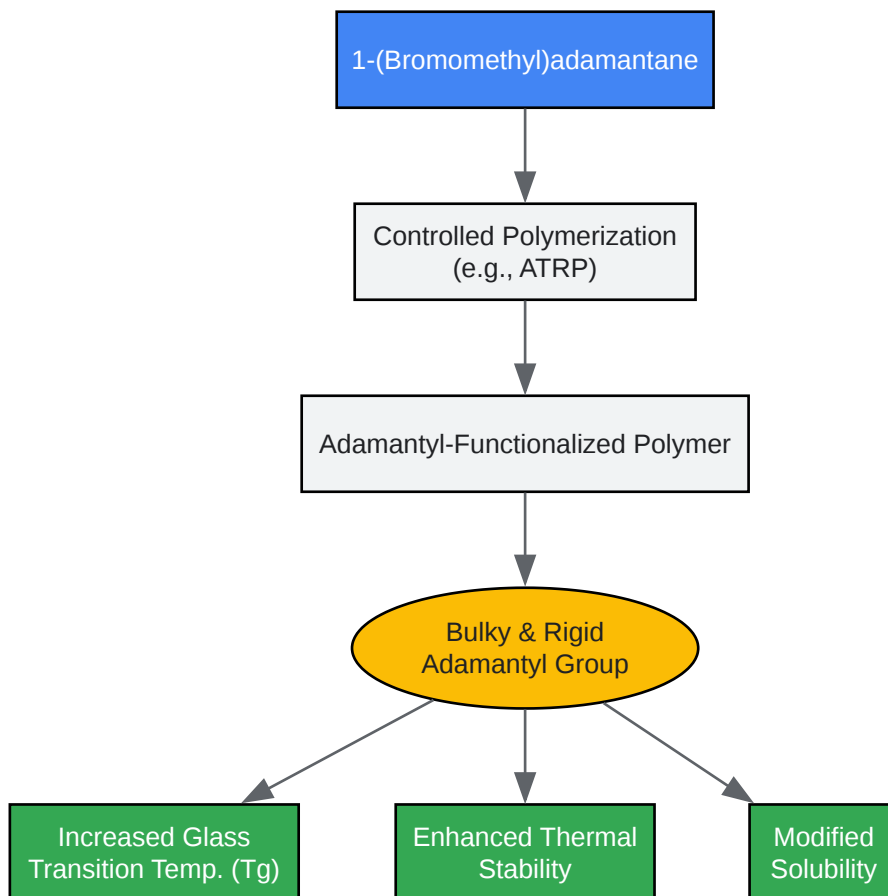 1-(Bromomethyl)adamantane
Controlled Polymerization
(e.g., ATRP)
Adamantyl-Functionalized Polymer
Bulky & Rigid
Adamantyl Group
Increased Glass
Transition Temp. (Tg)
Enhanced Thermal
Stability
Modified
Solubility